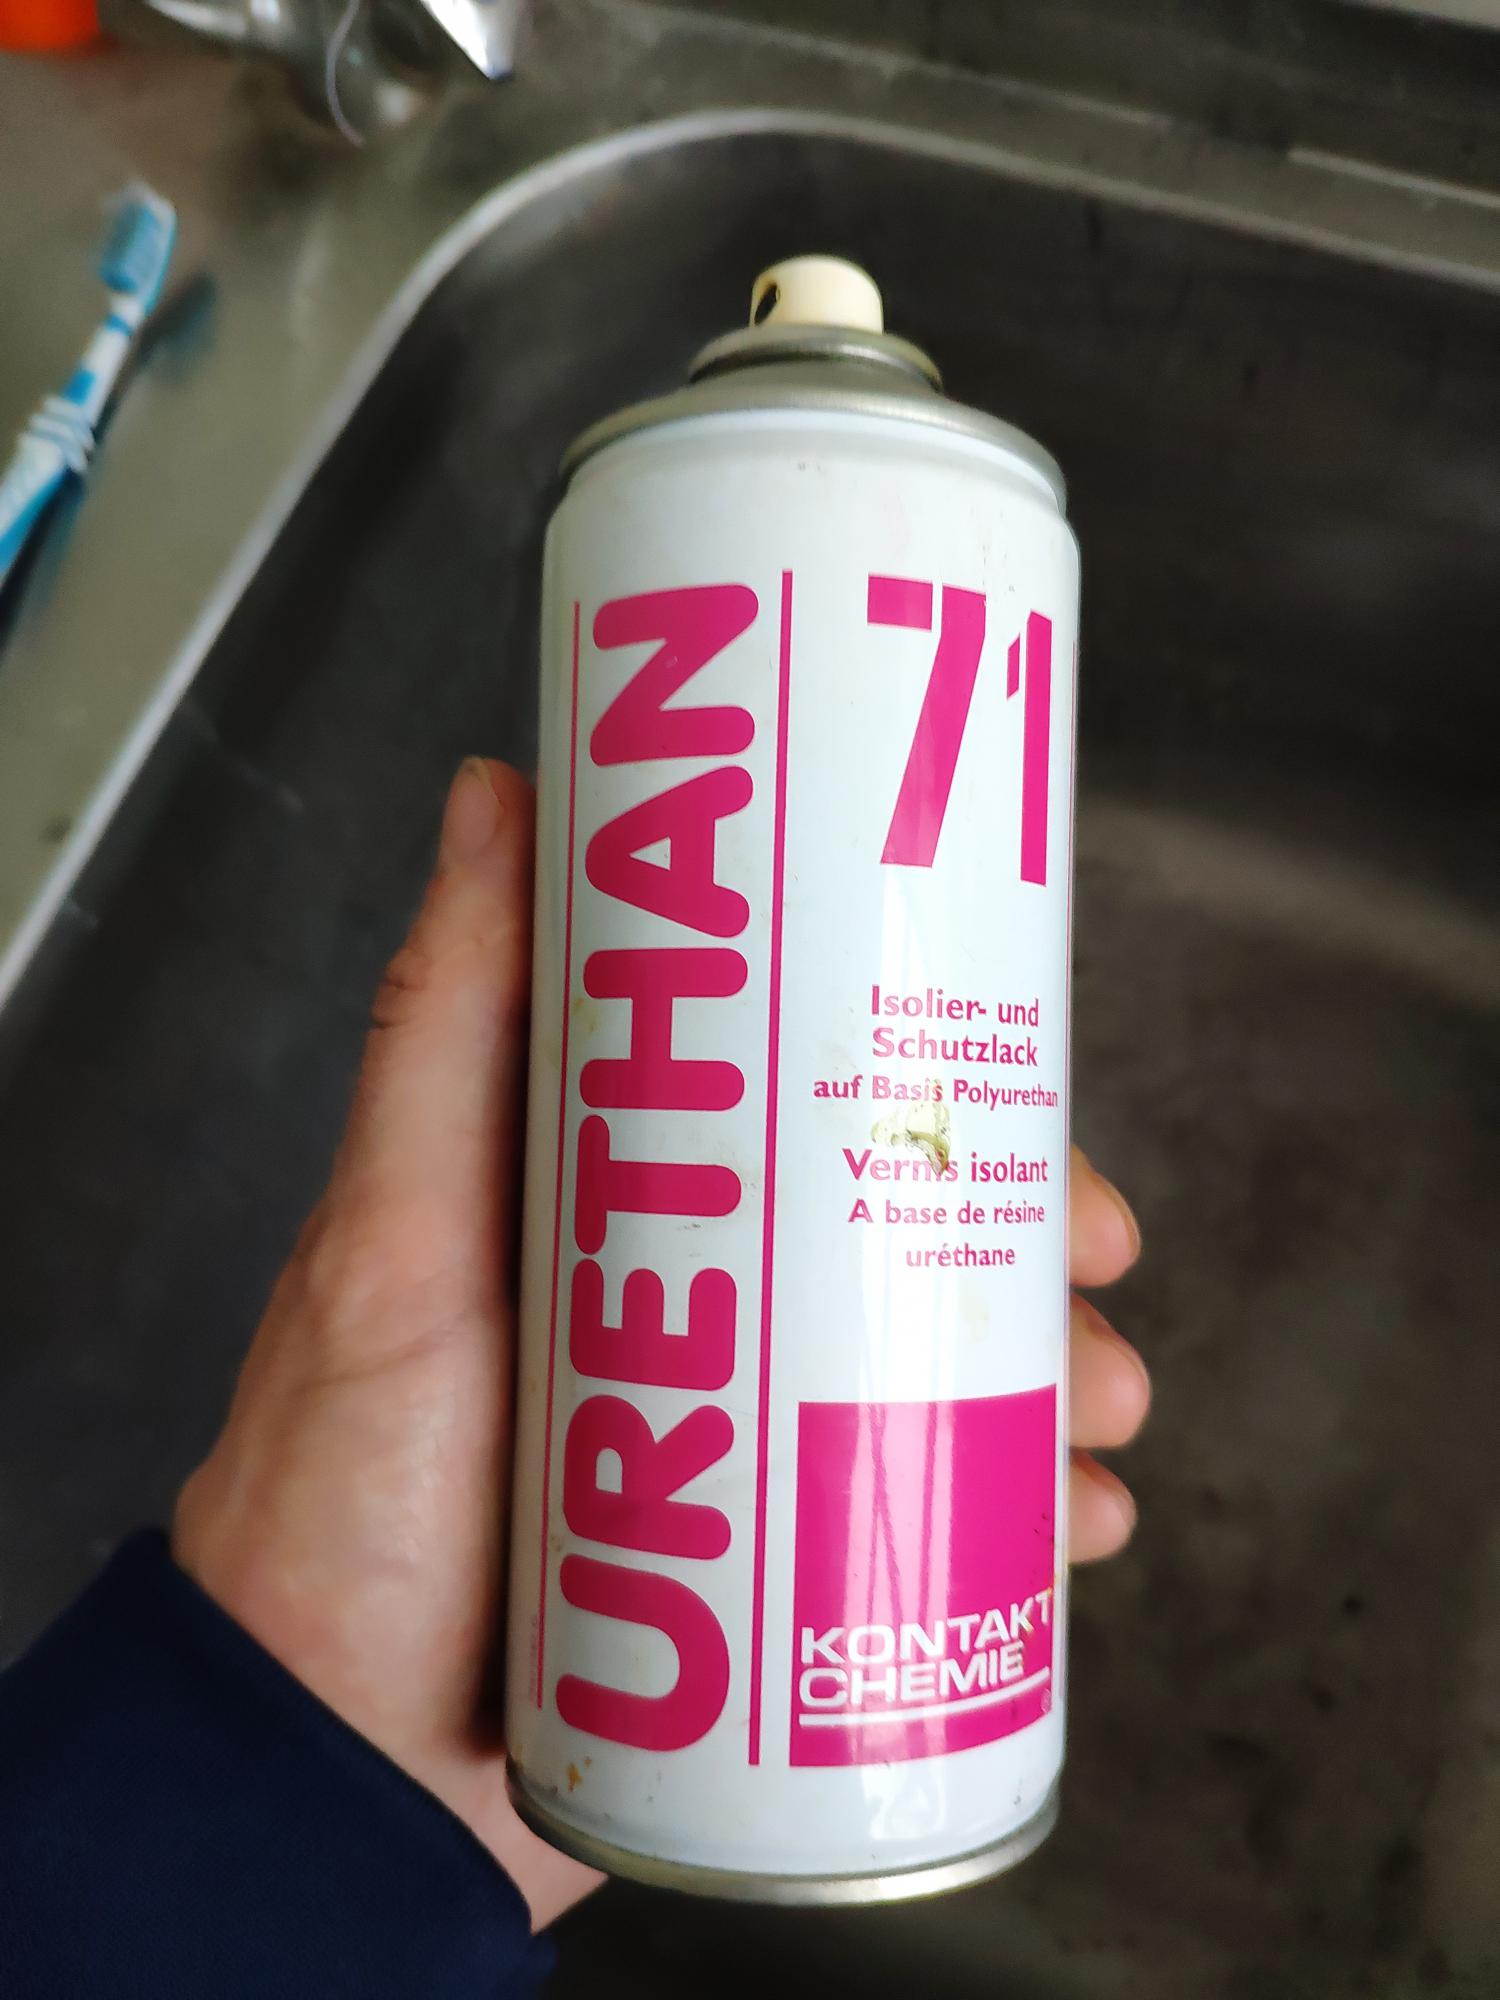 URETHAN
71
Isolier- und
Schutzlack
auf Basis Polyurethan
Vernis isolant
A base de résine
uréthane
KONTAKT
CHEMIE
®